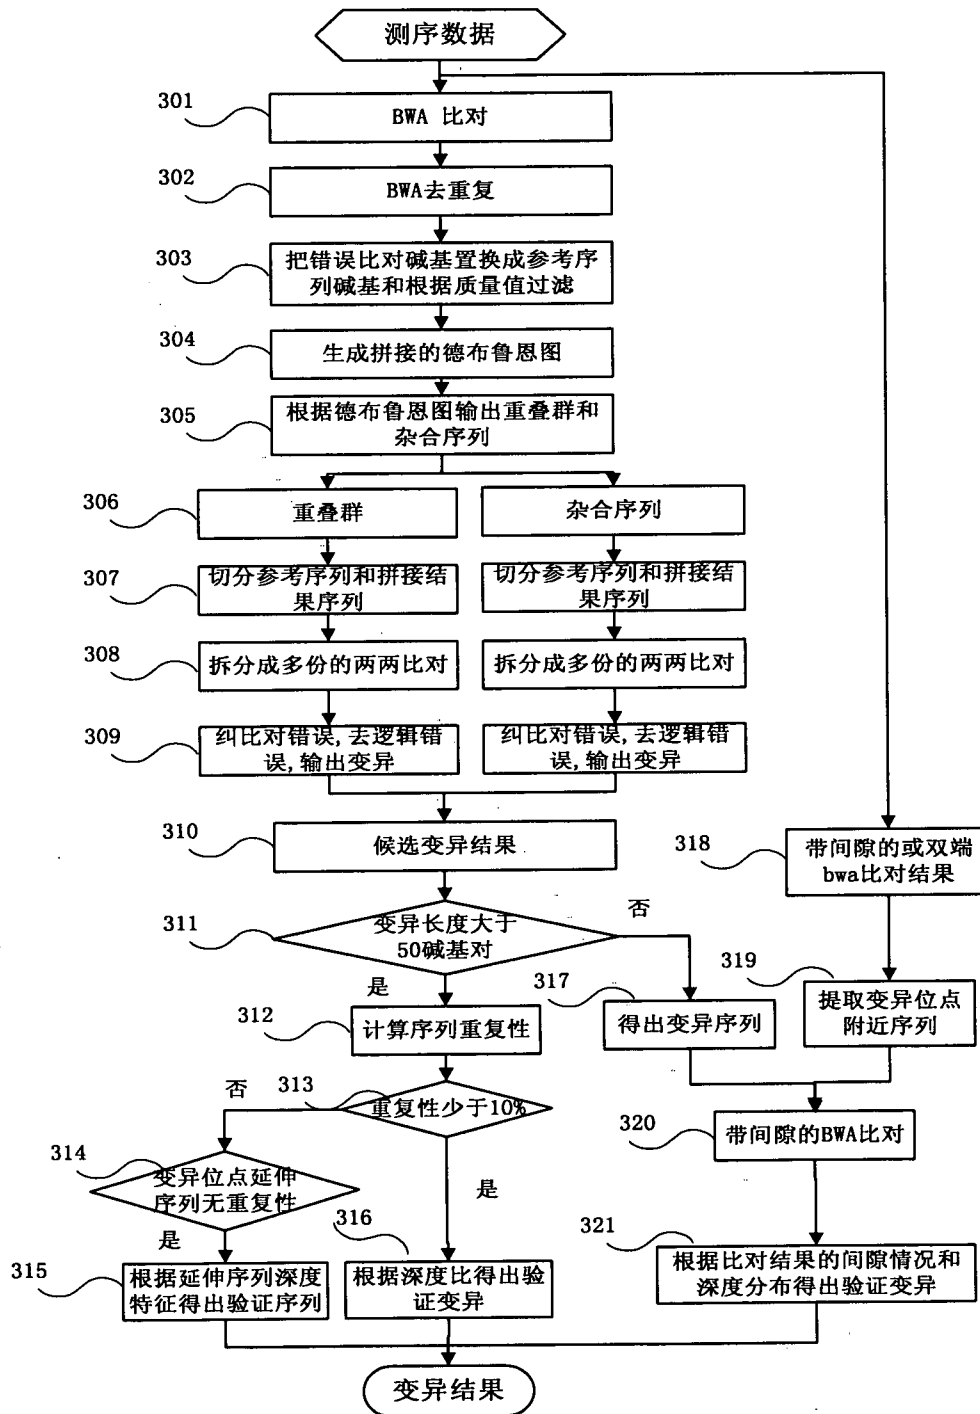 测序数据
301
BWA 比对
302
BWA去重复
303
把错误比对碱基置换成参考序
列碱基和根据质量值过滤
304
生成拼接的德布鲁恩图
305
根据德布鲁恩图输出重叠群和
杂合序列
306
重叠群
杂合序列
307
切分参考序列和拼接结
果序列
切分参考序列和拼接结
果序列
308
拆分成多份的两两比对
拆分成多份的两两比对
309
纠比对错误,去逻辑错
误,输出变异
纠比对错误,去逻辑错
误,输出变异
310
候选变异结果
318
带间隙的或双端
bwa比对结果
311
变异长度大于
50碱基对
否
是
317
得出变异序列
319
提取变异位点
附近序列
312
计算序列重复性
313
重复性少于10%
否
是
320
带间隙的BWA比对
314
变异位点延伸
序列无重复性
是
315
根据延伸序列深度
特征得出验证序列
316
根据深度比得出验
证变异
321
根据比对结果的间隙情况和
深度分布得出验证变异
变异结果